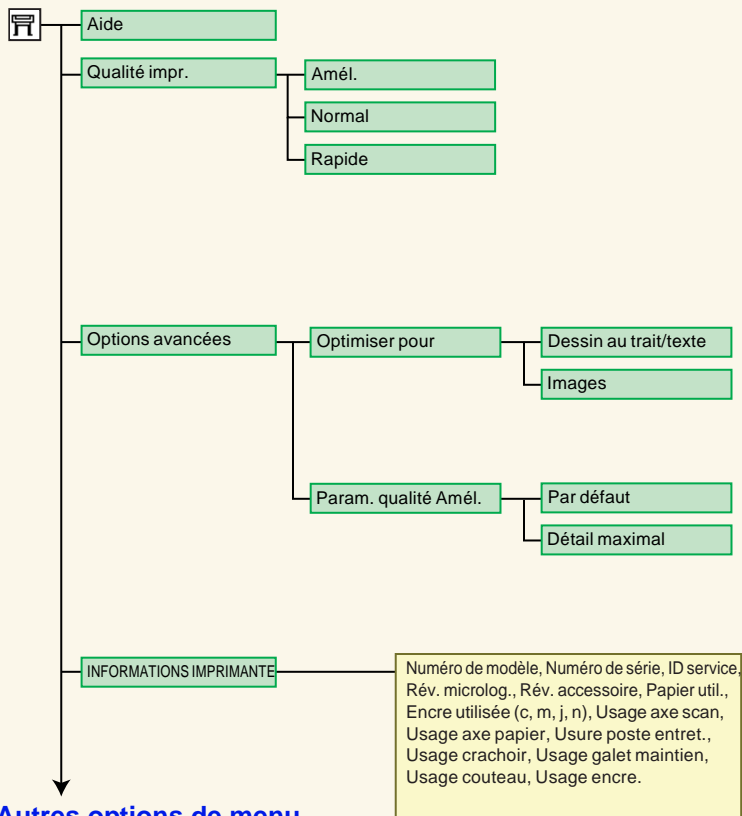 Aide
Qualité impr.
Amél.
Normal
Rapide
Options avancées
Optimiser pour
Dessin au trait/texte
Images
Param. qualité Amél.
Par défaut
Détail maximal
INFORMATIONS IMPRIMANTE
Numéro de modèle, Numéro de série, ID service,
Rév. microlog., Rév. accessoire, Papier util.,
Encre utilisée (c, m, j, n), Usage axe scan,
Usage axe papier, Usure poste entret.,
Usage crachoir, Usage galet maintien,
Usage couteau, Usage encre.
Autres options de menu